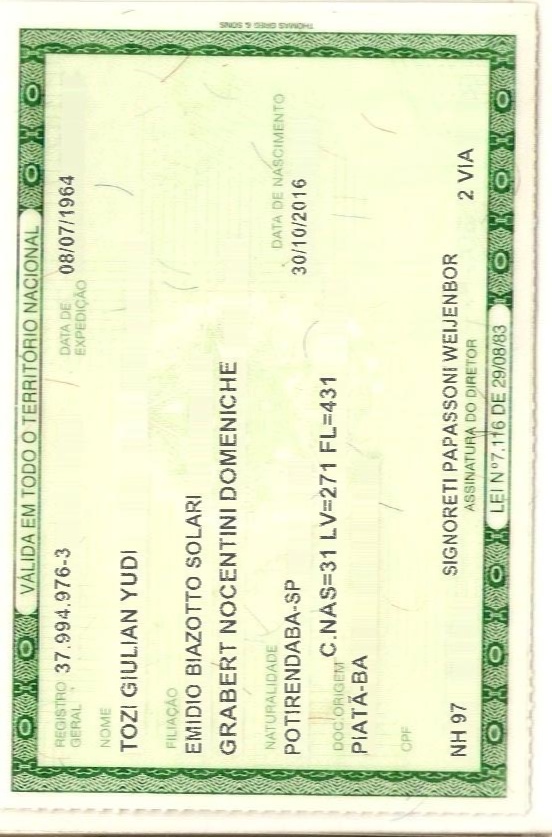 VÁLIDA EM TODO O TERRITÓRIO NACIONAL
REGISTRO GERAL 37.994.976-3 DATA DE EXPEDIÇÃO 08/07/1964
NOME
TOZI GIULIAN YUDI
FILIAÇÃO
EMIDIO BIAZOTTO SOLARI
GRABERT NOCENTINI DOMENICHE
NATURALIDADE DATA DE NASCIMENTO
POTIRENDABA-SP 30/10/2016
DOC ORIGEM C.NAS=31 LV=271 FL=431
PIATÃ-BA
CPF
NH 97 SIGNORETI PAPASSONI WEIJENBOR 2 VIA
ASSINATURA DO DIRETOR
LEI Nº7.116 DE 29/08/83
THOMAS GREG & SONS